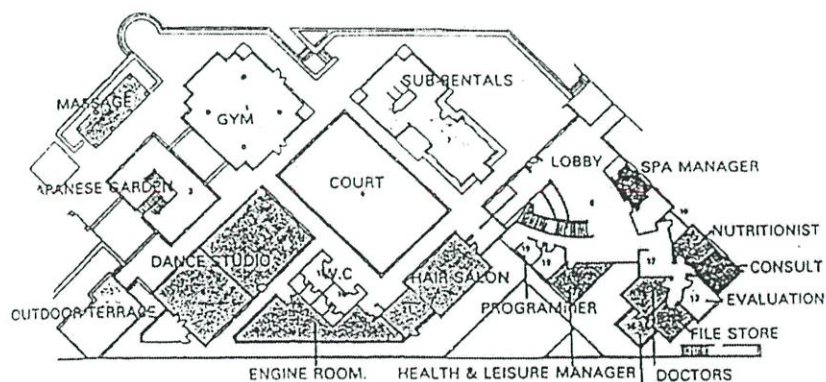 SUB-RENTALS
MASSAGE
GYM
LOBBY
SPA MANAGER
COURT
APANESE GARDEN
NUTRITIONIST
DANCE STUDIO
W.C
HAIR SALON
CONSULT
PROGRAMMER
EVALUATION
OUTDOOR TERRACE
FILE STORE
ENGINE ROOM.
HEALTH & LEISURE MANAGER
DOCTORS